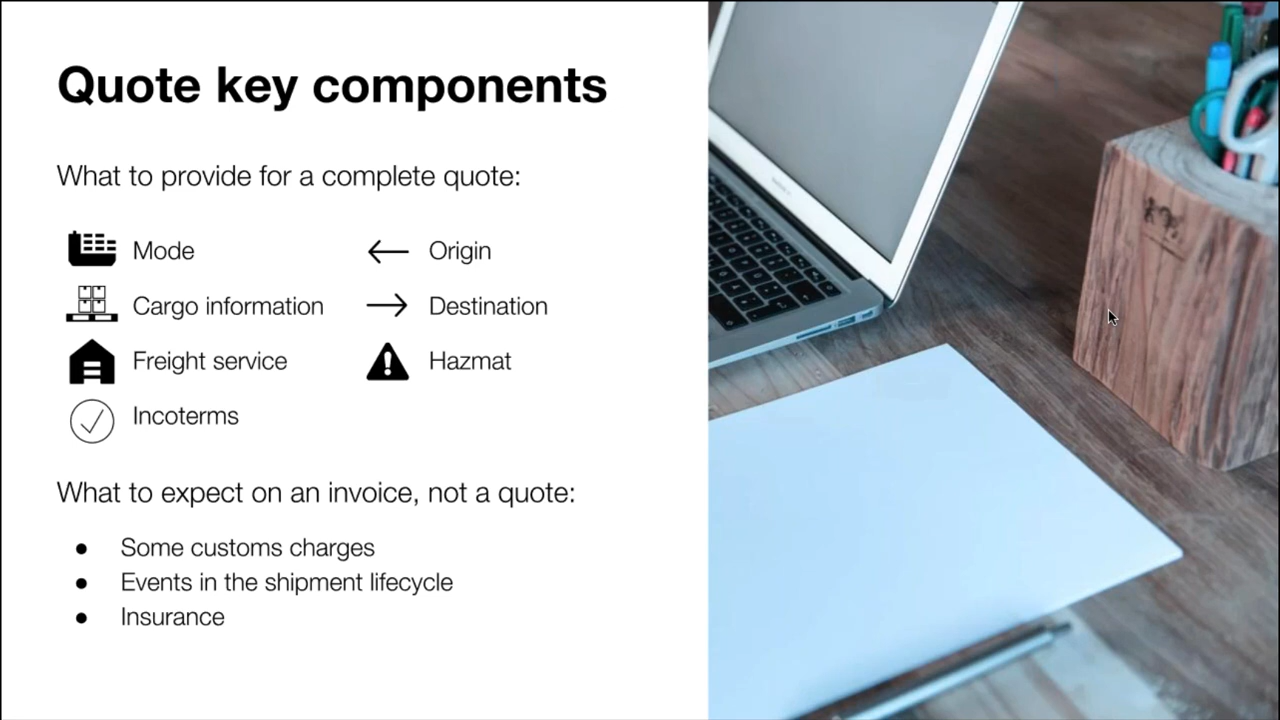 Quote key components
What to provide for a complete quote:
Mode
Origin
Cargo information
Destination
Freight service
Hazmat
Incoterms
What to expect on an invoice, not a quote:
● Some customs charges
● Events in the shipment lifecycle
● Insurance